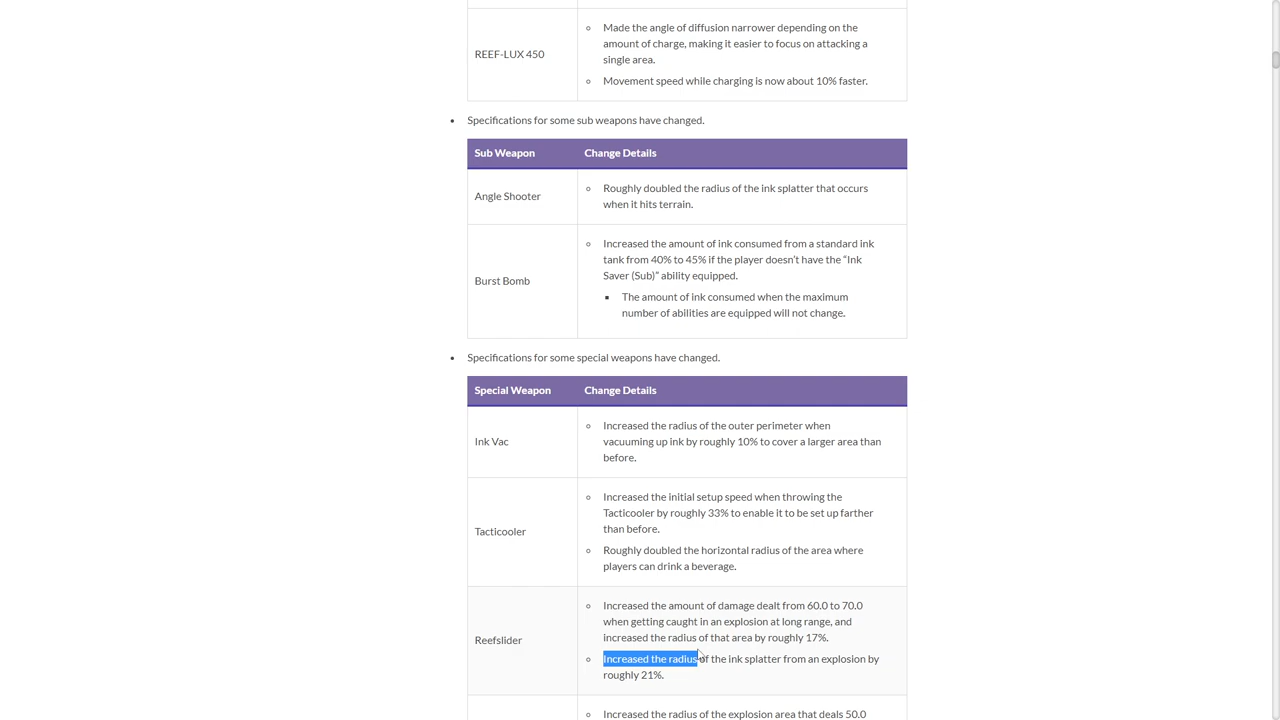 Made the angle of diffusion narrower depending on the
amount of charge, making it easier to focus on attacking a
single area.
REEF-LUX 450
Movement speed while charging is now about 10% faster.
Specifications for some sub weapons have changed.
Sub Weapon Change Details
Roughly doubled the radius of the ink splatter that occurs
when it hits terrain.
Angle Shooter
Increased the amount of ink consumed from a standard ink
tank from 40% to 45% if the player doesn’t have the “Ink
Saver (Sub)” ability equipped.
Burst Bomb
The amount of ink consumed when the maximum
number of abilities are equipped will not change.
Specifications for some special weapons have changed.
Special Weapon Change Details
Increased the radius of the outer perimeter when
vacuuming up ink by roughly 10% to cover a larger area than
before.
Ink Vac
Increased the initial setup speed when throwing the
Tacticooler by roughly 33% to enable it to be set up farther
than before.
Tacticooler
Roughly doubled the horizontal radius of the area where
players can drink a beverage.
Increased the amount of damage dealt from 60.0 to 70.0
when getting caught in an explosion at long range, and
increased the radius of that area by roughly 17%.
Reefslider
Increased the radius of the ink splatter from an explosion by
roughly 21%.
Increased the radius of the explosion area that deals 50.0